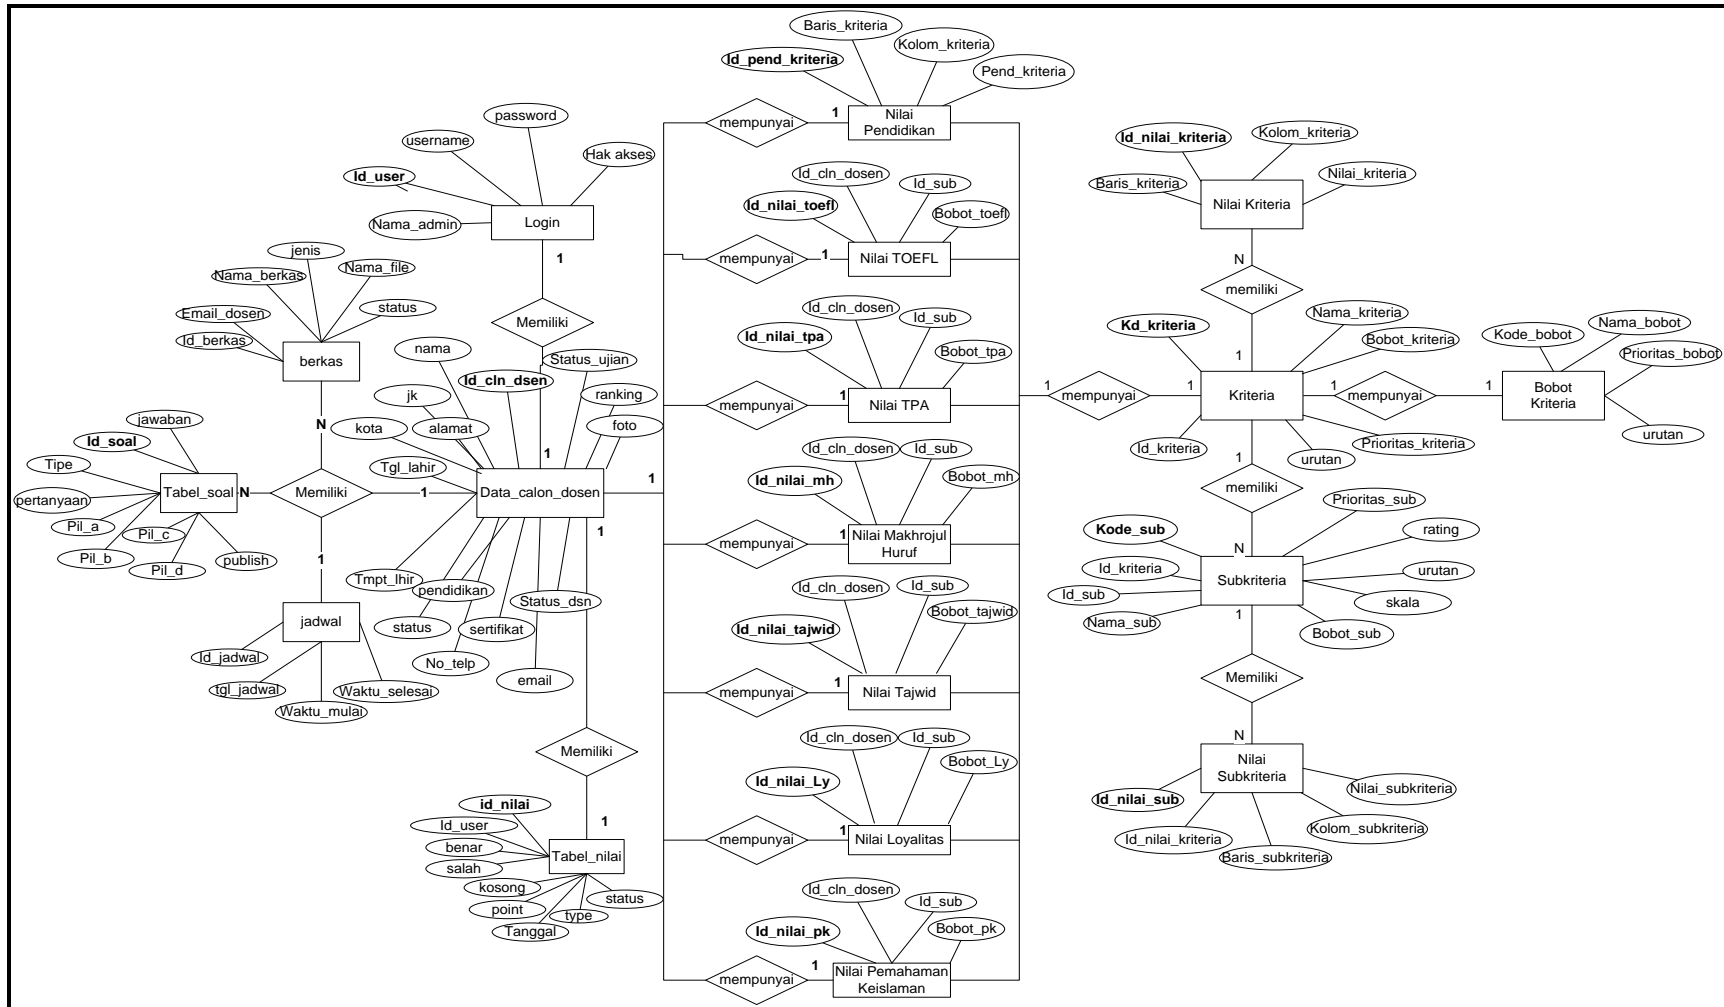 Baris_kriteria
Kolom_kriteria
Id_pend_kriteria
Pend_kriteria
mempunyai
1
Nilai
Pendidikan
password
username
Hak akses
Id_user
Nama_admin
Login
1
Memiliki
Id_cln_dosen
Id_sub
Id_nilai_toefl
Bobot_toefl
mempunyai
1
Nilai TOEFL
Id_nilai_kriteria
Kolom_kriteria
Baris_kriteria
Nilai_kriteria
Nilai Kriteria
N
memiliki
1
jenis
Nama_berkas
Nama_file
Email_dosen
status
Id_berkas
berkas
N
Id_cln_dosen
Id_sub
Id_nilai_tpa
Bobot_tpa
mempunyai
1
Nilai TPA
1
mempunyai
1
Kd_kriteria
Nama_kriteria
Bobot_kriteria
Kriteria
Id_kriteria
urutan
Prioritas_kriteria
1
mempunyai
1
Kode_bobot
Nama_bobot
Prioritas_bobot
Bobot
Kriteria
urutan
nama
Status_ujian
Id_cln_dsen
jk
ranking
kota
alamat
foto
Tgl_lahir
1
Data_calon_dosen
1
1
1
Tmpt_lhir
pendidikan
Status_dsn
status
sertifikat
No_telp
email
jawaban
Id_soal
Tipe
pertanyaan
Tabel_soal
Pil_a
Pil_c
Pil_b
Pil_d
publish
N
Memiliki
1
jadwal
Id_jadwal
tgl_jadwal
Waktu_selesai
Waktu_mulai
Id_cln_dosen
Id_sub
Id_nilai_mh
Bobot_mh
mempunyai
1
Nilai Makhrojul
Huruf
1
memiliki
N
Prioritas_sub
Kode_sub
rating
Id_kriteria
urutan
Id_sub
Subkriteria
skala
Nama_sub
Bobot_sub
1
Memiliki
N
Id_cln_dosen
Id_sub
Bobot_tajwid
Id_nilai_tajwid
mempunyai
1
Nilai Tajwid
Memiliki
1
id_nilai
Id_user
benar
salah
Tabel_nilai
kosong
status
point
type
Tanggal
Id_cln_dosen
Id_sub
Bobot_Ly
Id_nilai_Ly
mempunyai
1
Nilai Loyalitas
Nilai
Subkriteria
Id_nilai_sub
Nilai_subkriteria
Id_nilai_kriteria
Kolom_subkriteria
Baris_subkriteria
Id_cln_dosen
Id_sub
Id_nilai_pk
Bobot_pk
mempunyai
1
Nilai Pemahaman
Keislaman